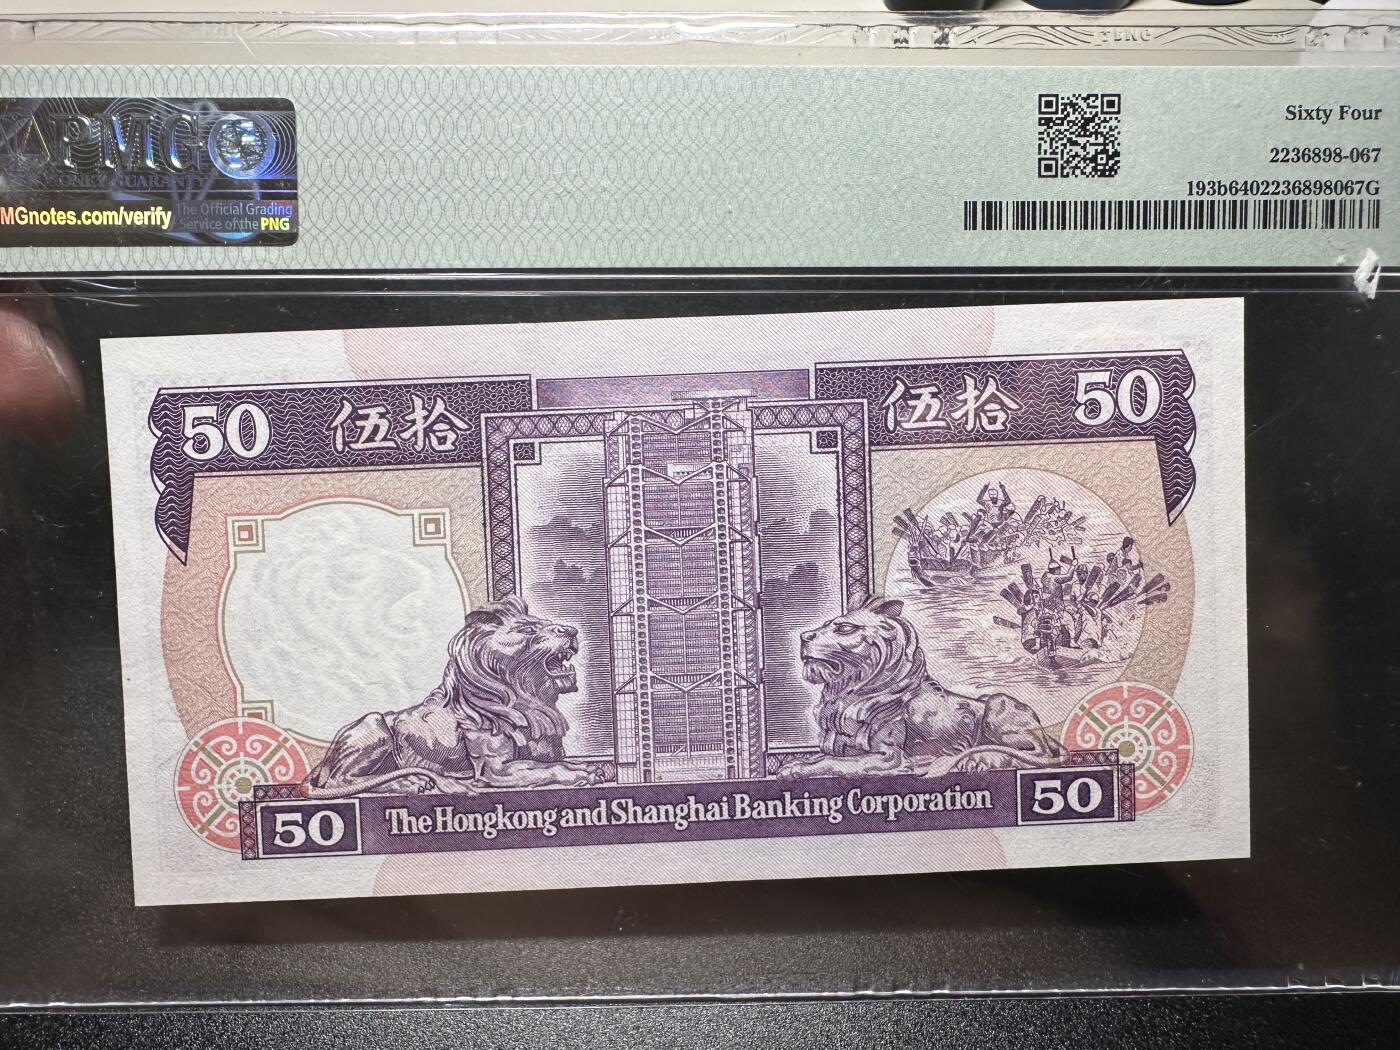 PMG
Sixty Four
2236898-067
193b6402236898067G
MGnotes.com/verify
The Official Grading
Service of the PNG
50 伍拾
伍拾 50
50 The Hongkong and Shanghai Banking Corporation 50